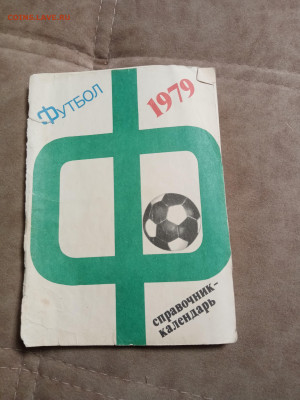 ФУТБОЛ
1979
Ф
справочник-
календарь